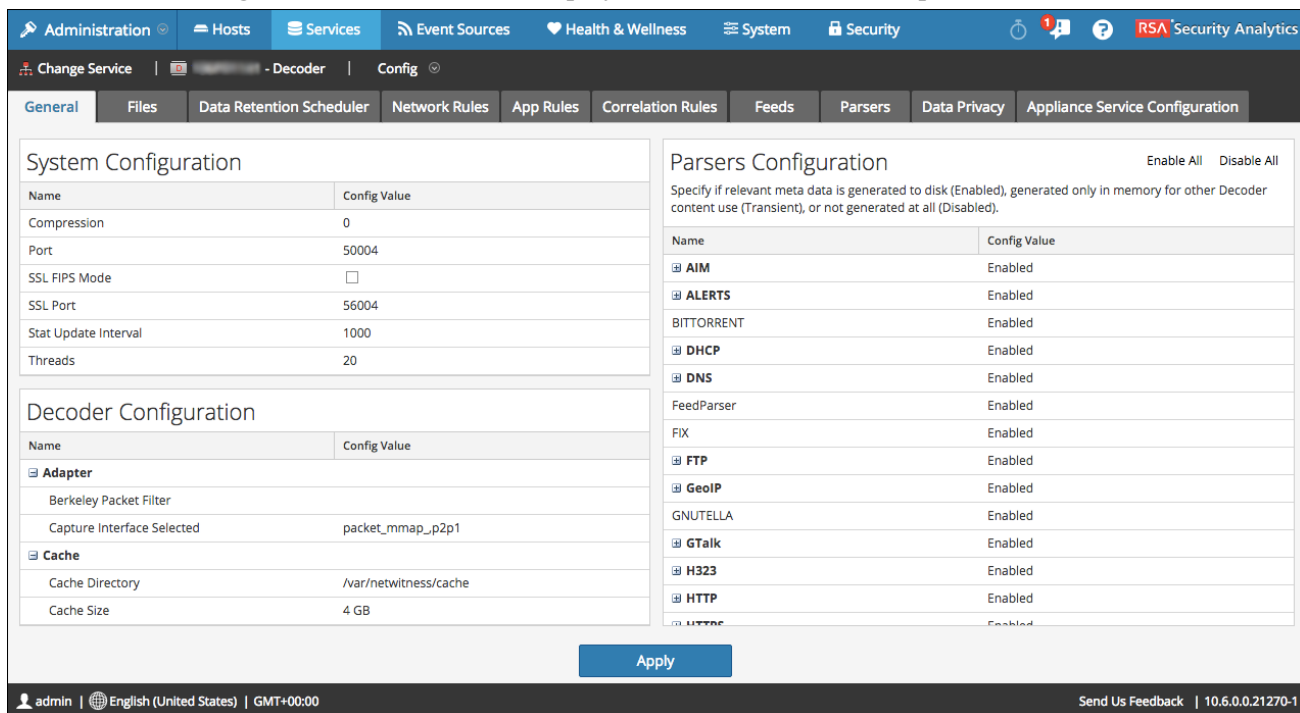 Administration Hosts Services Event Sources Health & Wellness System Security 1 ? RSA Security Analytics
Change Service | D - Decoder | Config
General Files Data Retention Scheduler Network Rules App Rules Correlation Rules Feeds Parsers Data Privacy Appliance Service Configuration
System Configuration
Name Config Value
Compression 0
Port 50004
SSL FIPS Mode
SSL Port 56004
Stat Update Interval 1000
Threads 20
Decoder Configuration
Name Config Value
Adapter
Berkeley Packet Filter
Capture Interface Selected packet_mmap_,p2p1
Cache
Cache Directory /var/netwitness/cache
Cache Size 4 GB
Parsers Configuration Enable All Disable All
Specify if relevant meta data is generated to disk (Enabled), generated only in memory for other Decoder
content use (Transient), or not generated at all (Disabled).
Name Config Value
AIM Enabled
ALERTS Enabled
BITTORRENT Enabled
DHCP Enabled
DNS Enabled
FeedParser Enabled
FIX Enabled
FTP Enabled
GeoIP Enabled
GNUTELLA Enabled
GTalk Enabled
H323 Enabled
HTTP Enabled
HTTPS Enabled
Apply
admin | English (United States) | GMT+00:00 Send Us Feedback | 10.6.0.0.21270-1